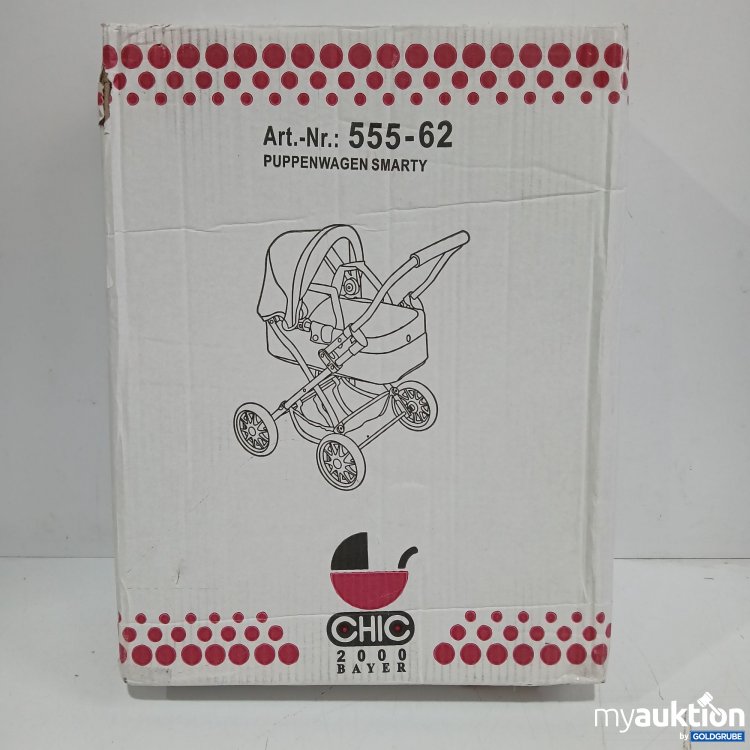 Art.-Nr.: 555-62
PUPPENWAGEN SMARTY
CHIC
2000
BAYER
myauktion
by GOLDGRUBE